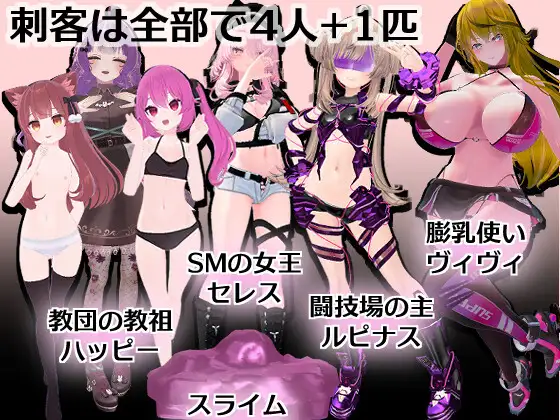 刺客は全部で4人+1匹
SMの女王
セレス
膨乳使い
ヴィヴィ
教団の教祖
ハッピー
闘技場の主
ルピナス
スライム